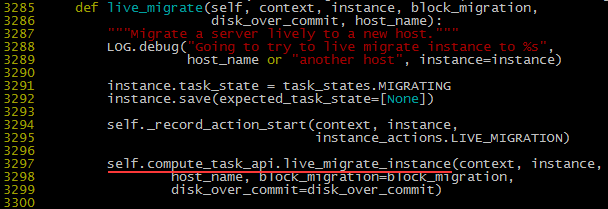 3285     def live_migrate(self, context, instance, block_migration,
3286                      disk_over_commit, host_name):
3287         """Migrate a server lively to a new host."""
3288         LOG.debug("Going to try to live migrate instance to %s",
3289                   host_name or "another host", instance=instance)
3290
3291         instance.task_state = task_states.MIGRATING
3292         instance.save(expected_task_state=[None])
3293
3294         self._record_action_start(context, instance,
3295                                   instance_actions.LIVE_MIGRATION)
3296
3297         self.compute_task_api.live_migrate_instance(context, instance,
3298                 host_name, block_migration=block_migration,
3299                 disk_over_commit=disk_over_commit)
3300